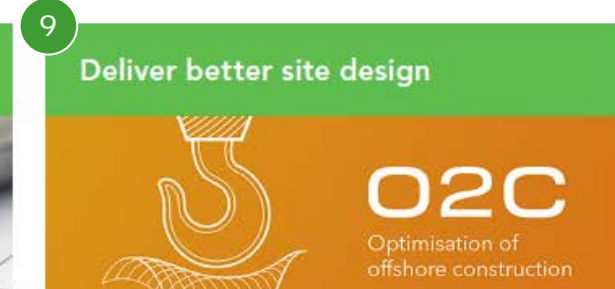 9
Deliver better site design
O2C
Optimisation of
offshore construction